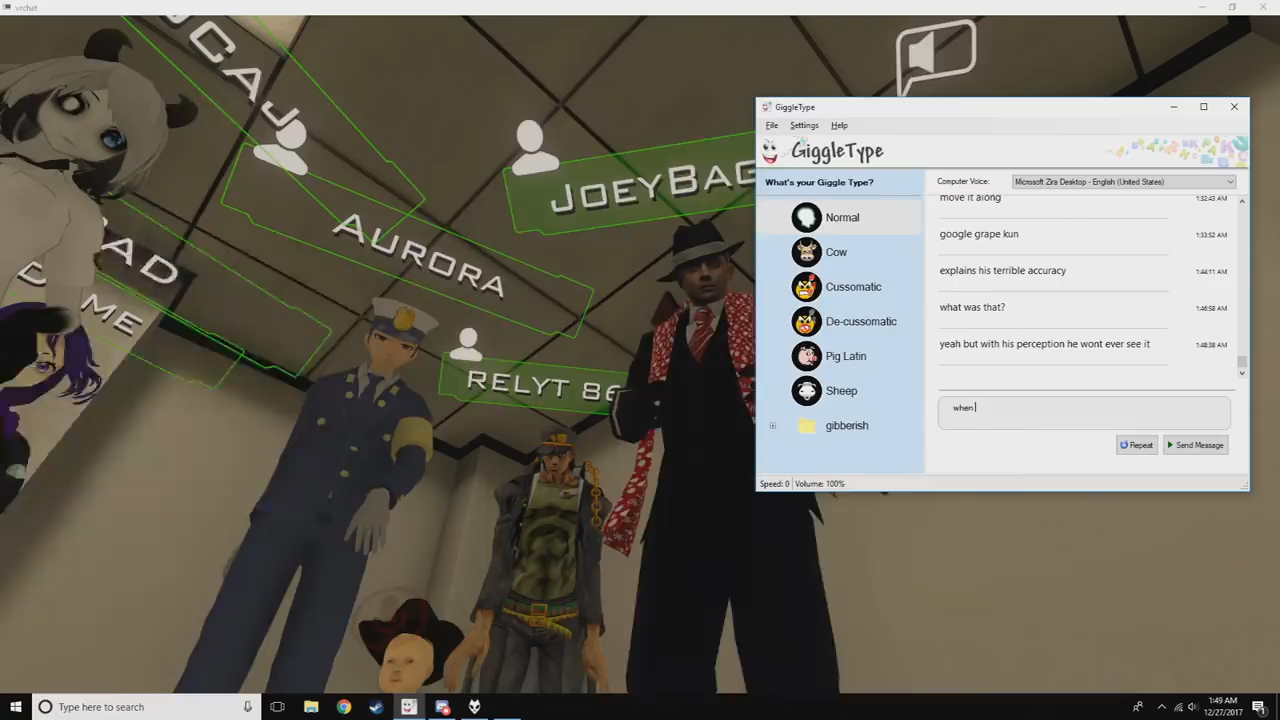 vrchat
AURORA
JOEYBAG
RELYT 86
AD
ME
GiggleType
File Settings Help
GiggleType
What's your Giggle Type?
Normal
Cow
Cussomatic
De-cussomatic
Pig Latin
Sheep
gibberish
Computer Voice: Microsoft Zira Desktop - English (United States)
move it along 1:32:43 AM
google grape kun 1:33:52 AM
explains his terrible accuracy 1:44:11 AM
what was that? 1:46:58 AM
yeah but with his perception he wont ever see it 1:48:38 AM
when
Repeat Send Message
Speed: 0 Volume: 100%
Type here to search
1:49 AM
12/27/2017